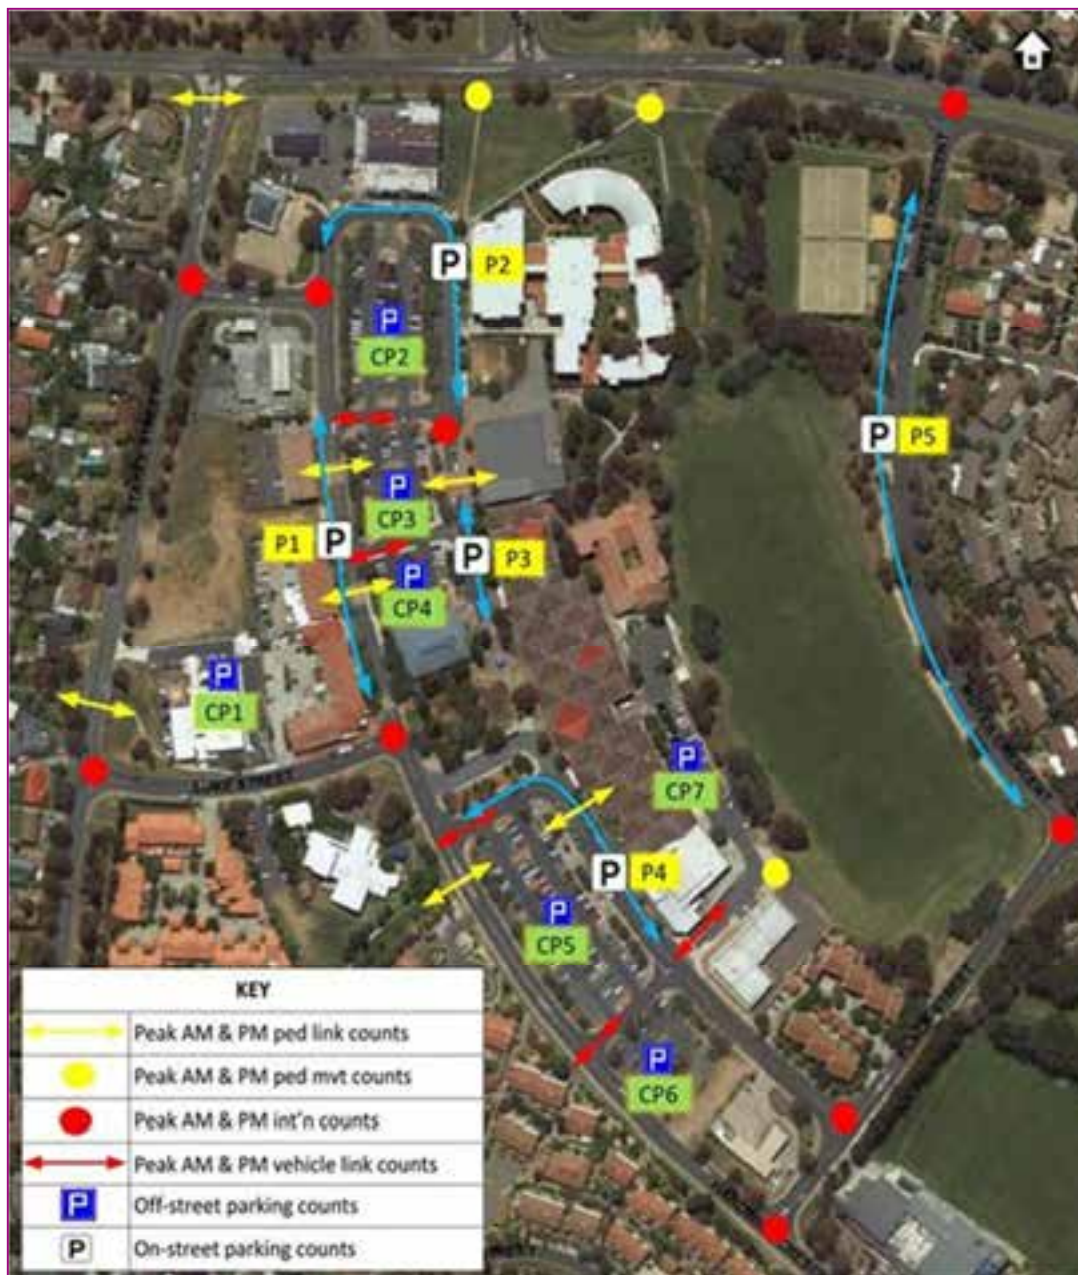 P
P2
P
CP2
P
P5
P
CP3
P1
P
P
P3
P
CP4
P
CP1
P
CP7
P
P4
P
CP5
P
CP6
KEY
Peak AM & PM ped link counts
Peak AM & PM ped mvt counts
Peak AM & PM int'n counts
Peak AM & PM vehicle link counts
P
Off-street parking counts
P
On-street parking counts